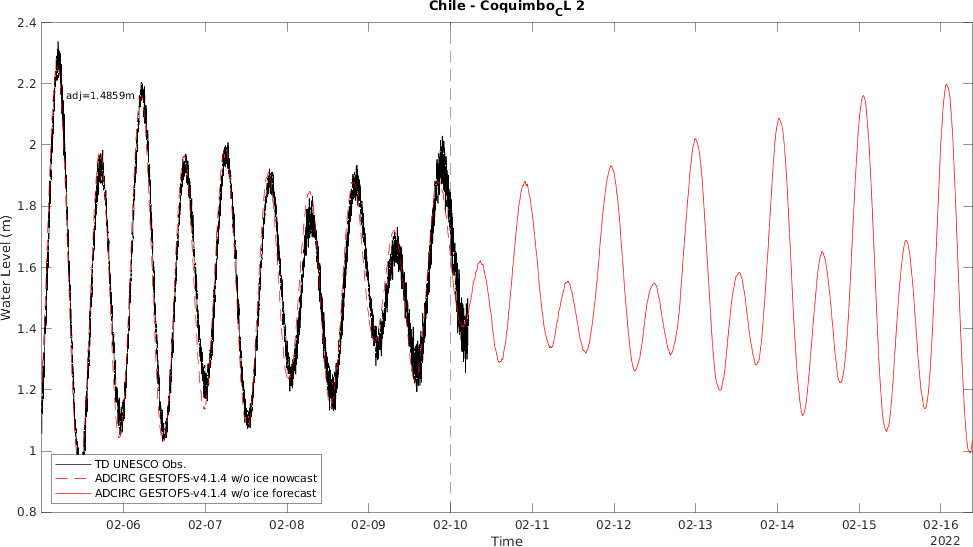 Chile - Coquimbo_CL 2
2.4
2.2
2
1.8
1.6
1.4
1.2
1
0.8
Water Level (m)
adj=1.4859m
TD UNESCO Obs.
ADCIRC GESTOFS-v4.1.4 w/o ice nowcast
ADCIRC GESTOFS-v4.1.4 w/o ice forecast
02-06 02-07 02-08 02-09 02-10 02-11 02-12 02-13 02-14 02-15 02-16
Time
2022